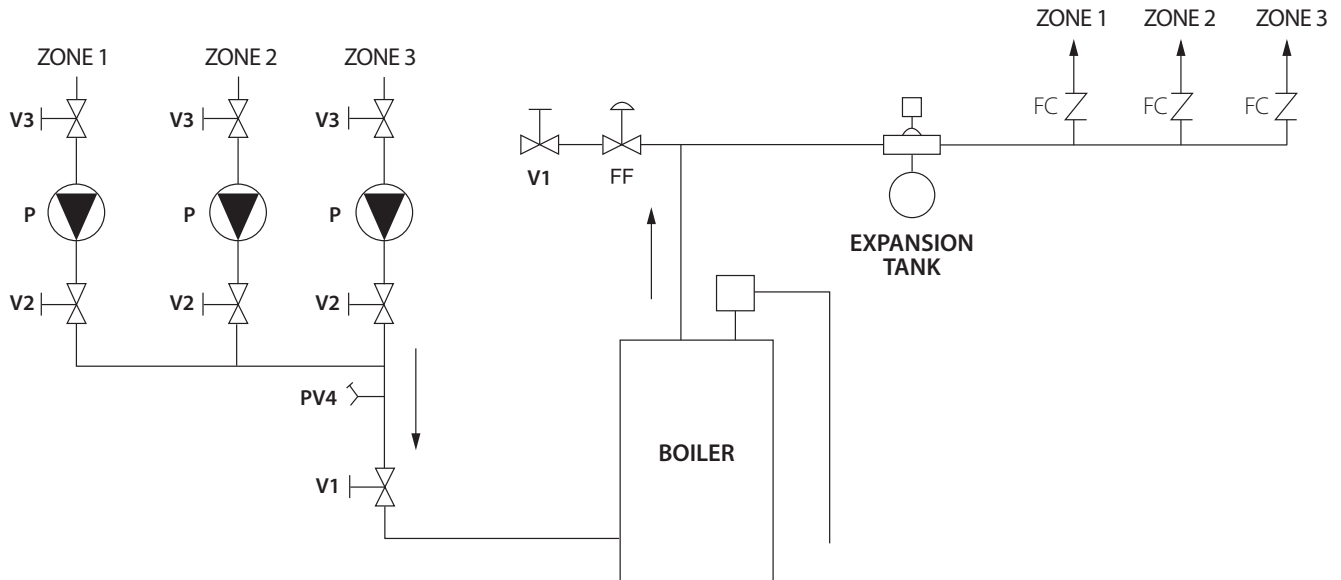 ZONE 1 ZONE 2 ZONE 3
ZONE 1 ZONE 2 ZONE 3
FC FC FC
V3 V3 V3
V1 FF
P P P
EXPANSION
TANK
V2 V2 V2
PV4
BOILER
V1